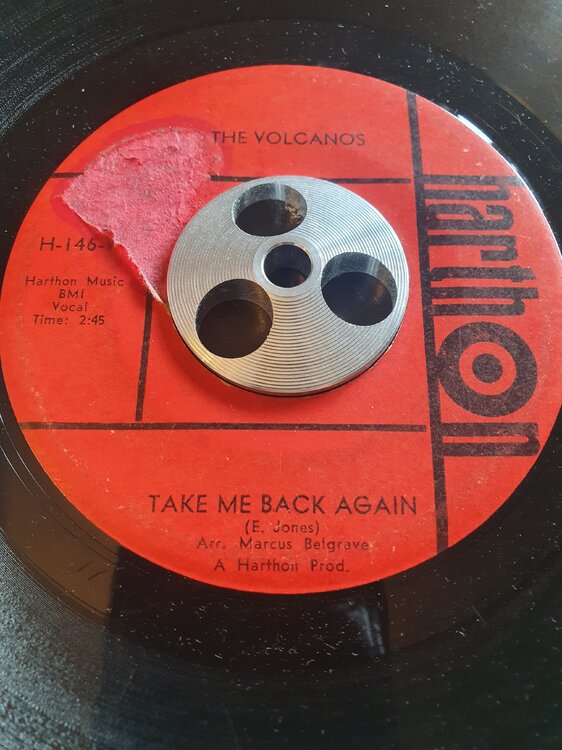 THE VOLCANOS
H-146-
Harthon Music
BMI
Vocal
Time: 2:45
harthon
TAKE ME BACK AGAIN
(E. Jones)
Arr. Marcus Belgrave
A Harthon Prod.